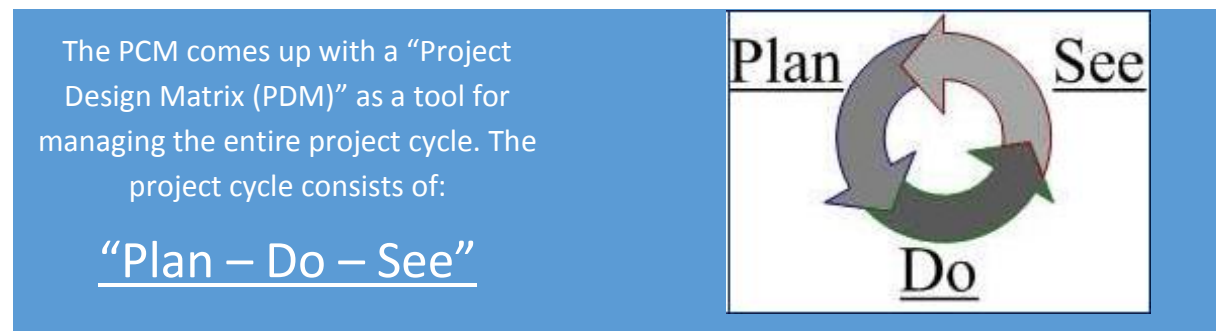 The PCM comes up with a “Project
Design Matrix (PDM)” as a tool for
managing the entire project cycle. The
project cycle consists of:
“Plan – Do – See”
Plan
See
Do